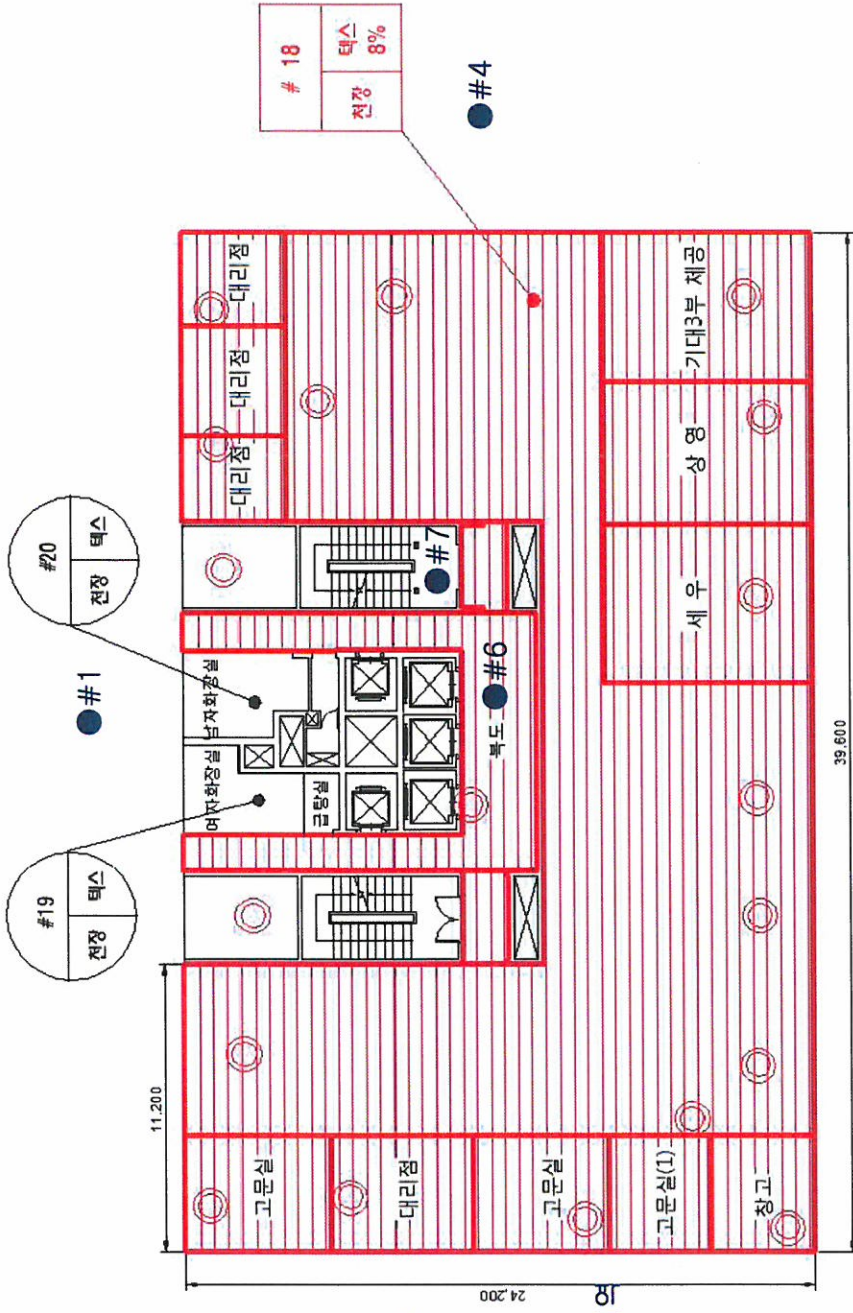 # 18
천장
텍스
8%
#4
#20
천장
텍스
#1
#19
천장
텍스
대리점
대리점
대리점
여자화장실
남자화장실
급탕실
#7
#6
복도
11.200
고문실
대리점
고문실
고문실(1)
창고
세 우
상 영
기대3부 체공
39.600
24,200